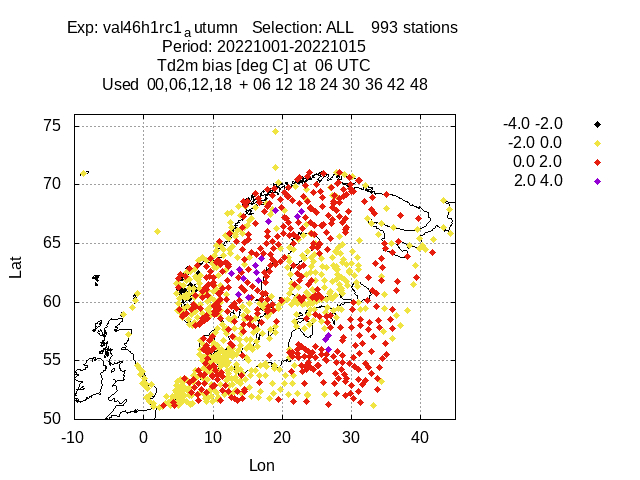 Exp: val46h1rc1autumn Selection: ALL 993 stations
Period: 20221001-20221015
Td2m bias [deg C] at 06 UTC
Used 00,06,12,18 + 06 12 18 24 30 36 42 48
-4.0 -2.0
-2.0 0.0
0.0 2.0
2.0 4.0
75
70
65
60
55
50
Lat
-10 0 10 20 30 40
Lon